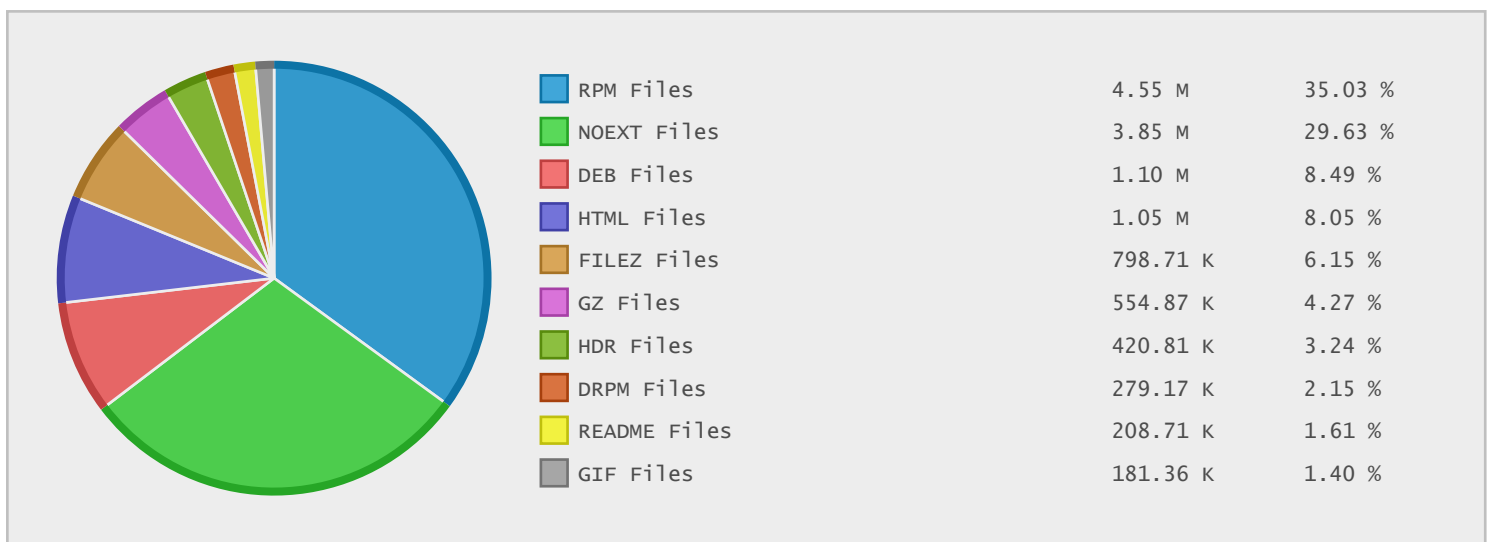 RPM Files 4.55 M 35.03 %
NOEXT Files 3.85 M 29.63 %
DEB Files 1.10 M 8.49 %
HTML Files 1.05 M 8.05 %
FILEZ Files 798.71 K 6.15 %
GZ Files 554.87 K 4.27 %
HDR Files 420.81 K 3.24 %
DRPM Files 279.17 K 2.15 %
README Files 208.71 K 1.61 %
GIF Files 181.36 K 1.40 %